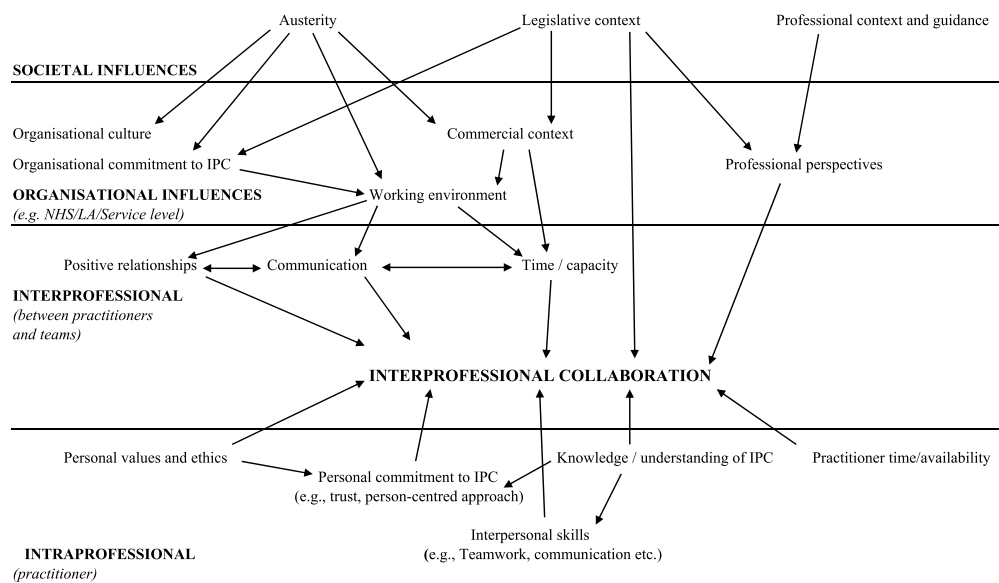 Austerity
Legislative context
Professional context and guidance
SOCIETAL INFLUENCES
Organisational culture
Commercial context
Organisational commitment to IPC
Professional perspectives
ORGANISATIONAL INFLUENCES
Working environment
(e.g. NHS/LA/Service level)
Positive relationships
Communication
Time / capacity
INTERPROFESSIONAL
(between practitioners
and teams)
INTERPROFESSIONAL COLLABORATION
Personal values and ethics
Knowledge / understanding of IPC
Practitioner time/availability
Personal commitment to IPC
(e.g., trust, person-centred approach)
Interpersonal skills
(e.g., Teamwork, communication etc.)
INTRAPROFESSIONAL
(practitioner)